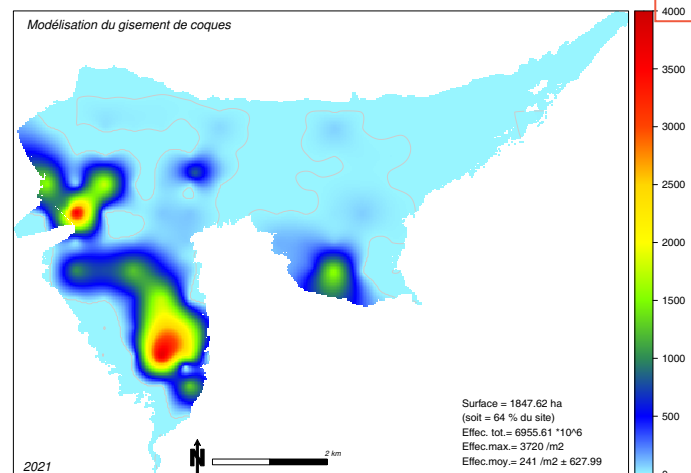 Modélisation du gisement de coques
4000
3500
3000
2500
2000
1500
1000
500
0
Surface = 1847.62 ha
(soit = 64 % du site)
Effec. tot.= 6955.61 *10^6
Effec.max.= 3720 /m2
Effec.moy.= 241 /m2 ± 627.99
2021
N
2 km